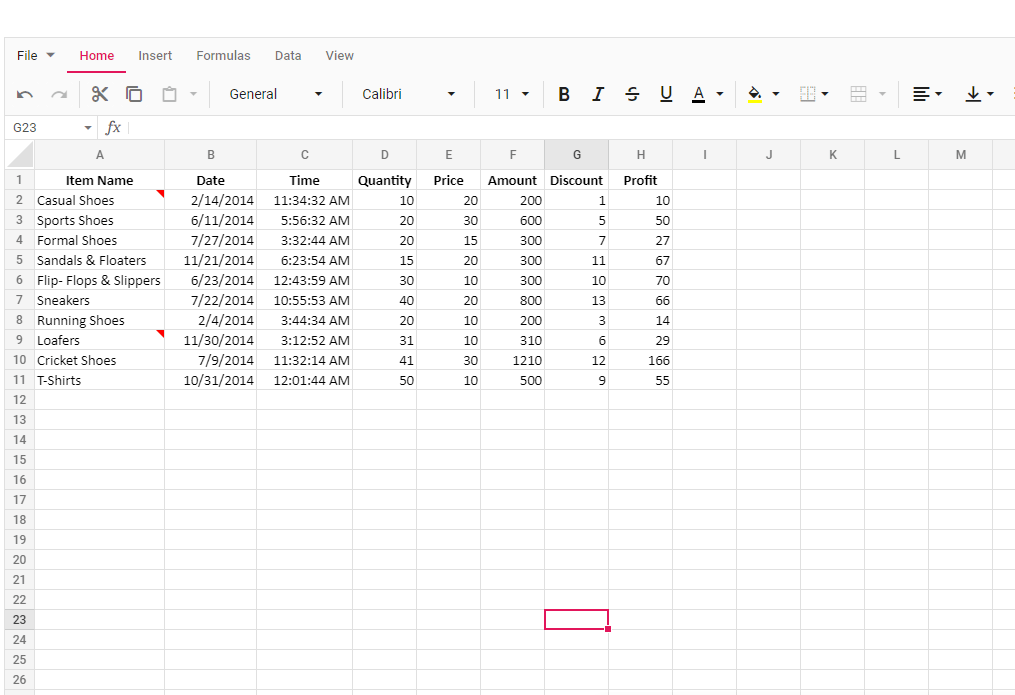 File Home Insert Formulas Data View
General Calibri 11 B I S U A
G23 fx
A B C D E F G H I J K L M
1 Item Name Date Time Quantity Price Amount Discount Profit
2 Casual Shoes 2/14/2014 11:34:32 AM 10 20 200 1 10
3 Sports Shoes 6/11/2014 5:56:32 AM 20 30 600 5 50
4 Formal Shoes 7/27/2014 3:32:44 AM 20 15 300 7 27
5 Sandals & Floaters 11/21/2014 6:23:54 AM 15 20 300 11 67
6 Flip- Flops & Slippers 6/23/2014 12:43:59 AM 30 10 300 10 70
7 Sneakers 7/22/2014 10:55:53 AM 40 20 800 13 66
8 Running Shoes 2/4/2014 3:44:34 AM 20 10 200 3 14
9 Loafers 11/30/2014 3:12:52 AM 31 10 310 6 29
10 Cricket Shoes 7/9/2014 11:32:14 AM 41 30 1210 12 166
11 T-Shirts 10/31/2014 12:01:44 AM 50 10 500 9 55
12
13
14
15
16
17
18
19
20
21
22
23
24
25
26